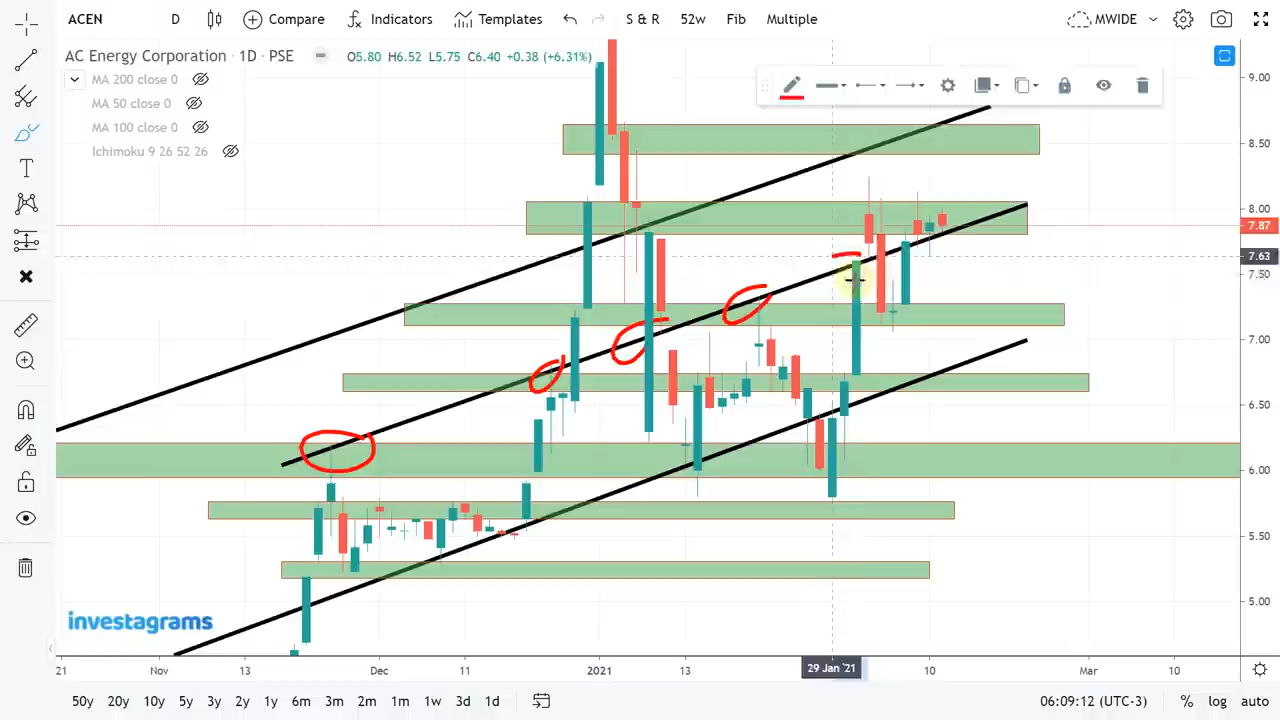 ACEN D Compare Indicators Templates S & R 52w Fib Multiple MWIDE
AC Energy Corporation · 1D · PSE O5.80 H6.52 L5.75 C6.40 +0.38 (+6.31%)
MA 200 close 0
MA 50 close 0
MA 100 close 0
Ichimoku 9 26 52 26
9.00
8.50
8.00
7.87
7.63
7.50
7.00
6.50
6.00
5.50
5.00
investagrams
21 Nov 13 Dec 11 2021 13 29 Jan '21 10 Mar 10
50y 20y 10y 5y 3y 2y 1y 6m 3m 2m 1m 1w 3d 1d 06:09:12 (UTC-3) % log auto